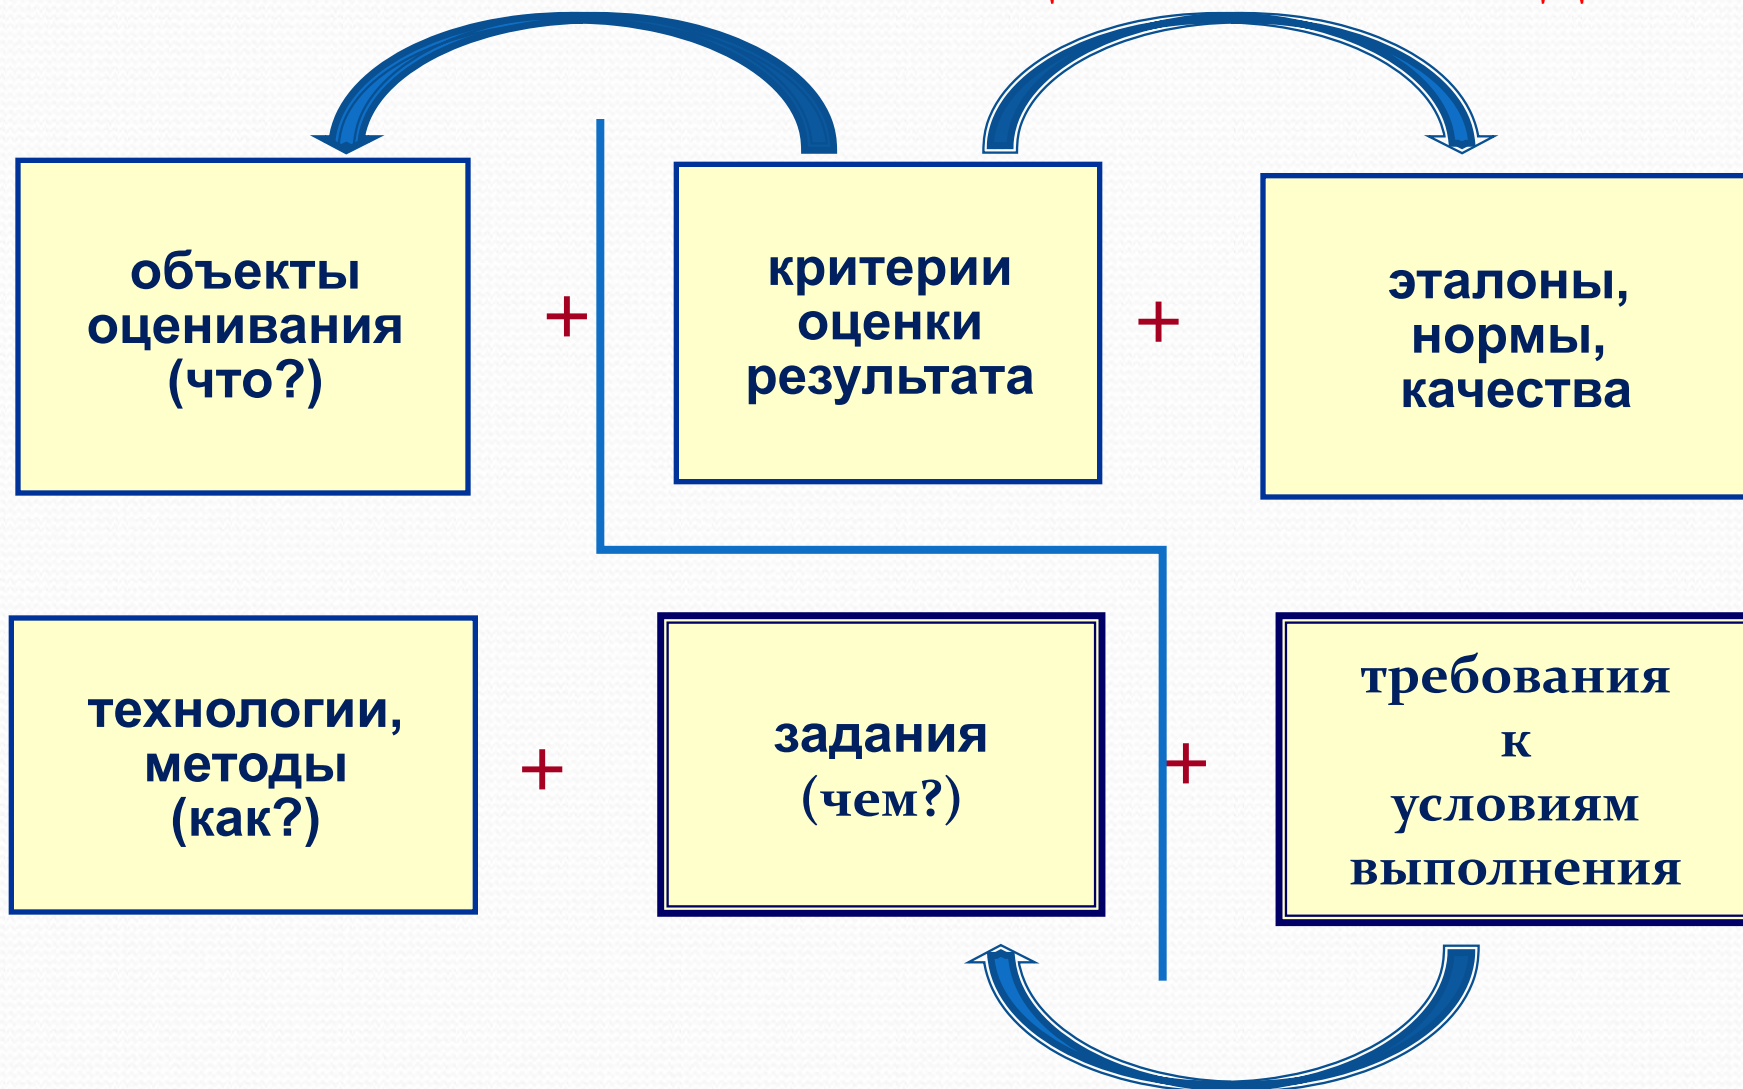 объекты
оценивания
(что?)
+
критерии
оценки
результата
+
эталоны,
нормы,
качества
технологии,
методы
(как?)
+
задания
(чем?)
+
требования
к
условиям
выполнения